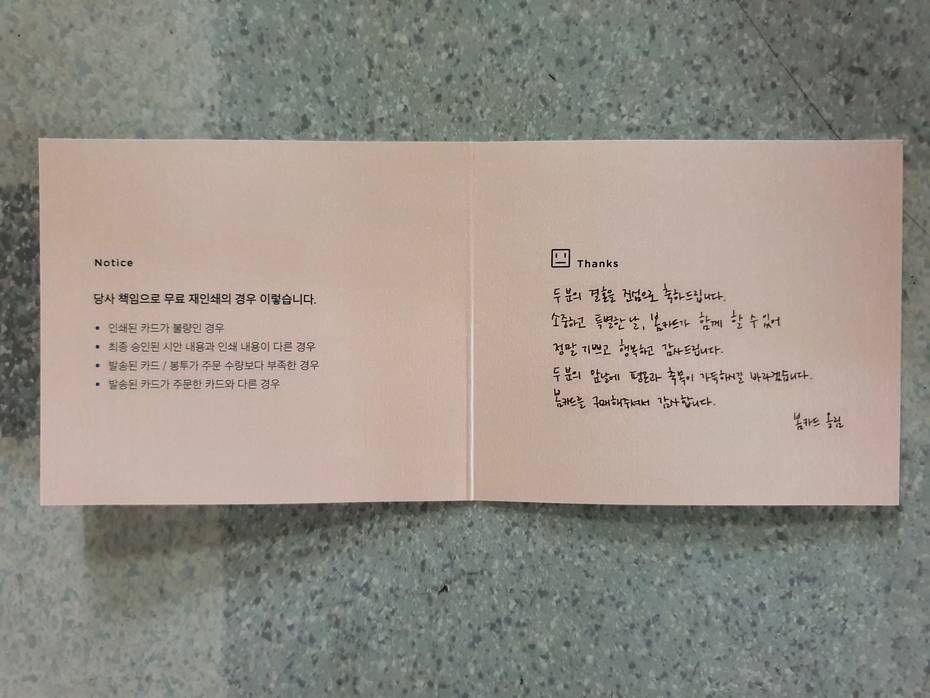 Notice
당사 책임으로 무료 재인쇄의 경우 이렇습니다.
• 인쇄된 카드가 불량인 경우
• 최종 승인된 시안 내용과 인쇄 내용이 다른 경우
• 발송된 카드 / 봉투가 주문 수량보다 부족한 경우
• 발송된 카드가 주문한 카드와 다른 경우
Thanks
두 분의 결혼을 진심으로 축하드립니다.
소중하고 특별한 날, 봄카드가 함께 할 수 있어
정말 기쁘고 행복하고 감사드립니다.
두 분의 앞날에 평온과 축복이 가득하시길 바라겠습니다.
봄카드를 구매해주셔서 감사합니다.
봄카드 올림